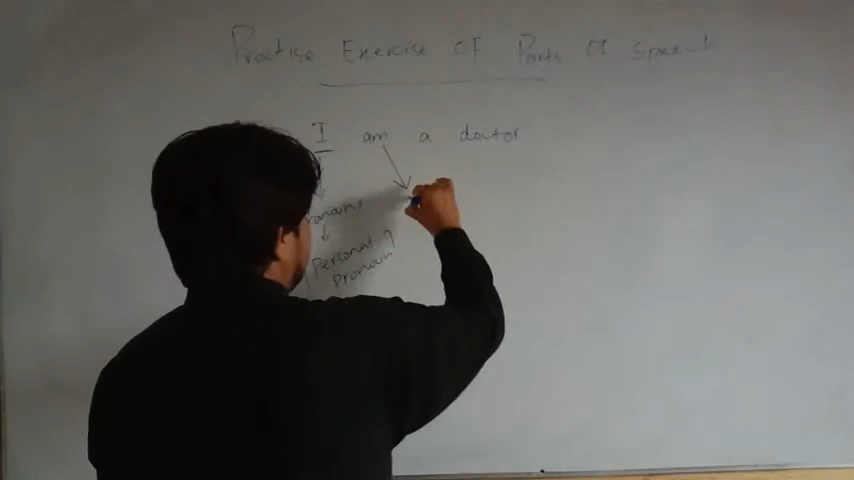 Practise Exercise of Parts of speech
I am a doctor
Personal
Pronoun